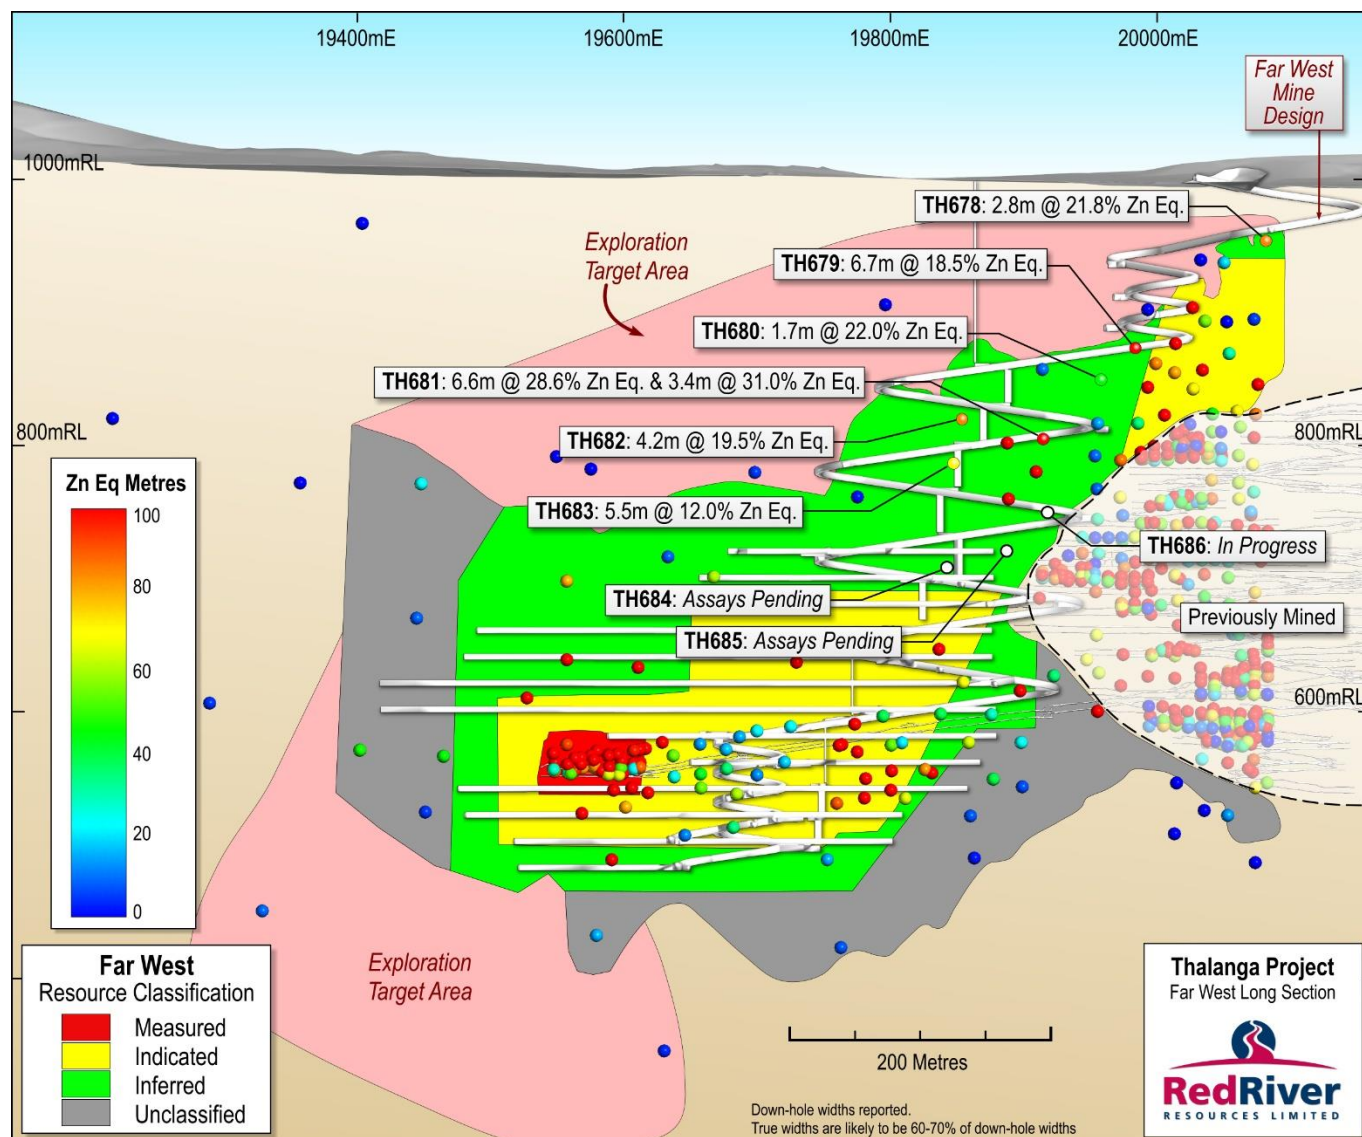 19400mE
19600mE
19800mE
20000mE
Far West
Mine
Design
1000mRL
TH678: 2.8m @ 21.8% Zn Eq.
Exploration
Target Area
TH679: 6.7m @ 18.5% Zn Eq.
TH680: 1.7m @ 22.0% Zn Eq.
TH681: 6.6m @ 28.6% Zn Eq. & 3.4m @ 31.0% Zn Eq.
800mRL
800mRL
TH682: 4.2m @ 19.5% Zn Eq.
TH683: 5.5m @ 12.0% Zn Eq.
TH686: In Progress
TH684: Assays Pending
Previously Mined
TH685: Assays Pending
600mRL
Zn Eq Metres
100
80
60
40
20
0
Far West
Resource Classification
Measured
Indicated
Inferred
Unclassified
Exploration
Target Area
200 Metres
Down-hole widths reported.
True widths are likely to be 60-70% of down-hole widths
Thalanga Project
Far West Long Section
RedRiver
RESOURCES LIMITED